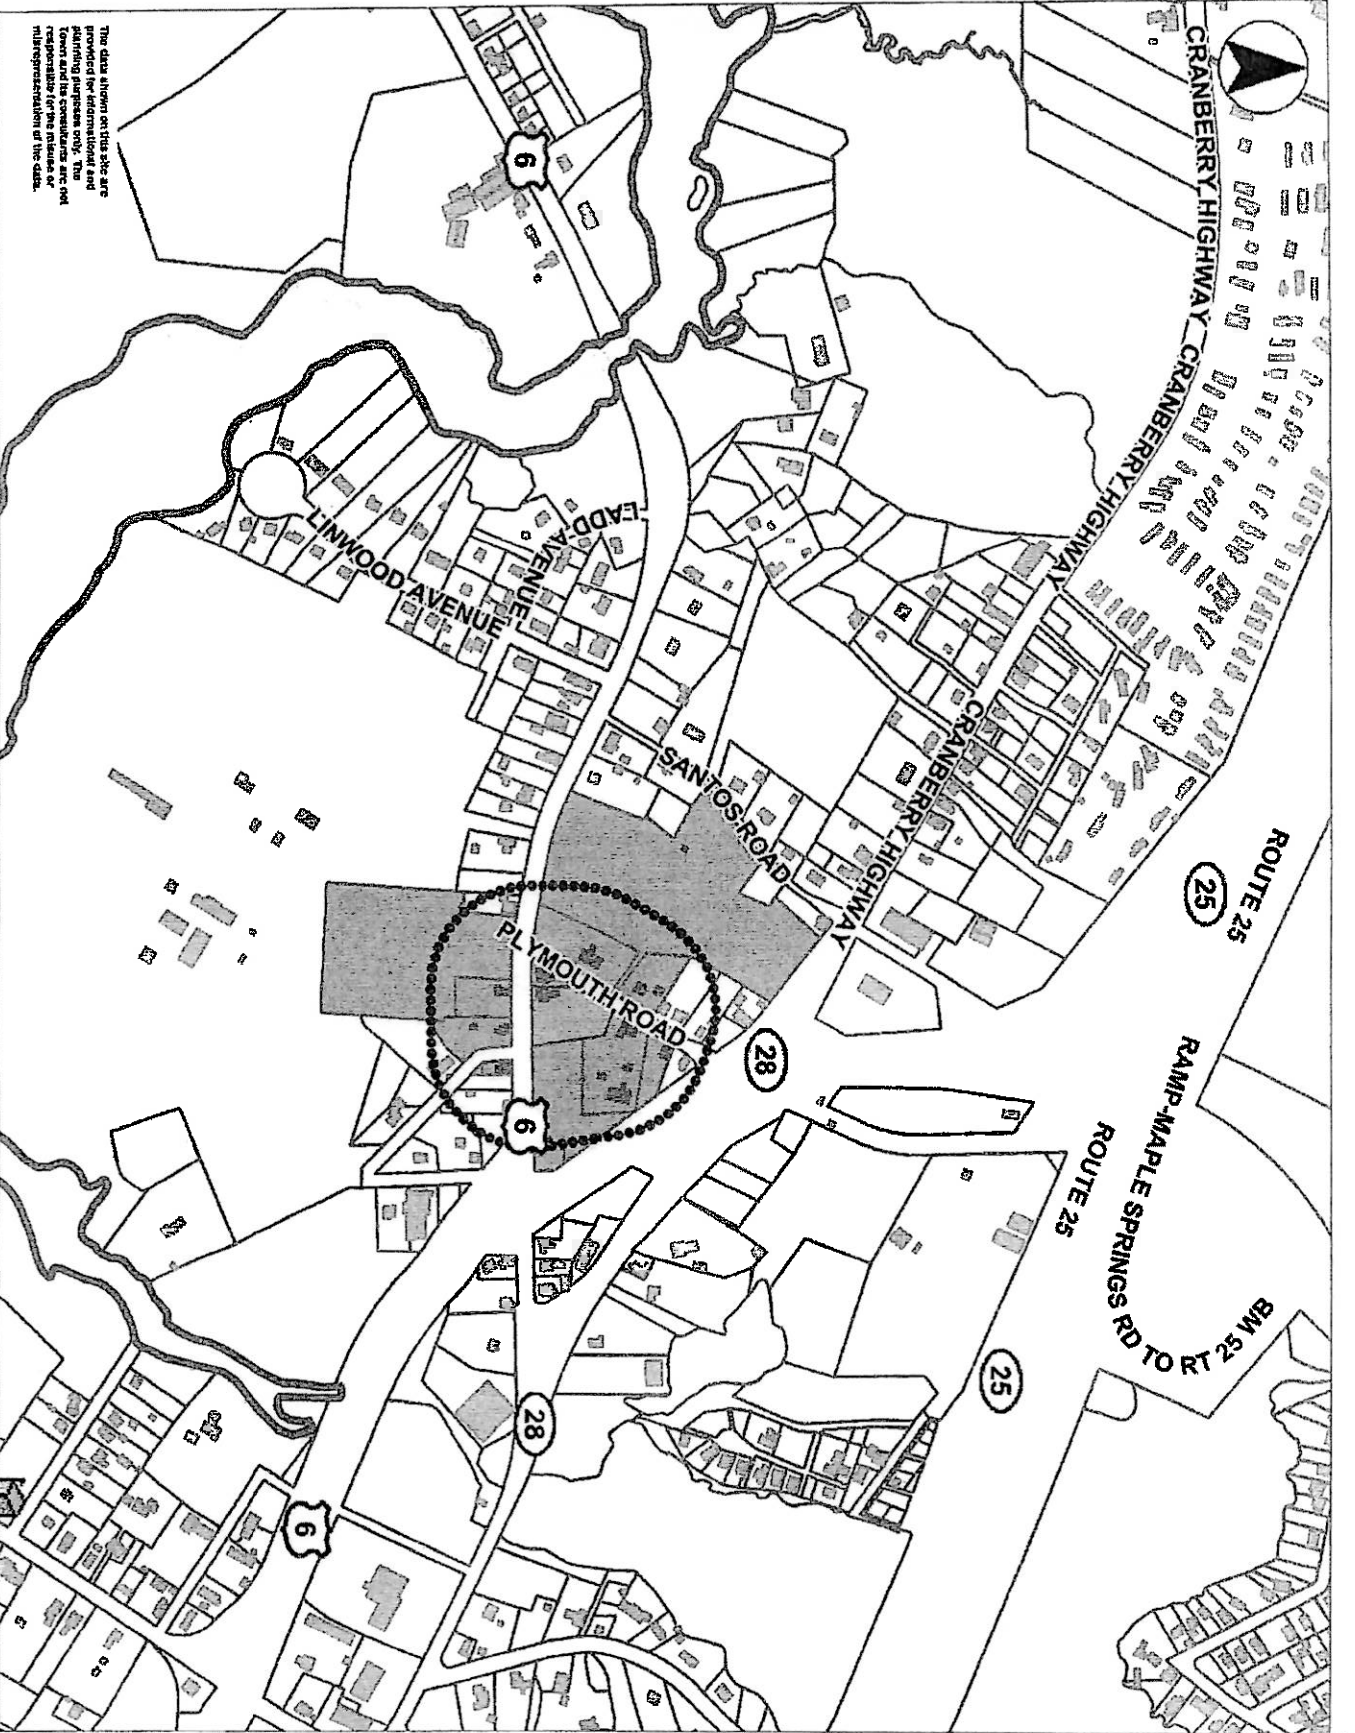 CRANBERRY HIGHWAY
CRANBERRY HIGHWAY
CRANBERRY HIGHWAY
CRANBERRY HIGHWAY
ROUTE 25
25
RAMP-MAPLE SPRINGS RD TO RT 25 WB
ROUTE 25
25
6
LEADD AVENUE
LINWOOD AVENUE
SANTOS ROAD
PLYMOUTH ROAD
28
6
28
6
The data shown on this site are
provided for informational and
planning purposes only. The
Town and its consultants are not
responsible for the misuse or
misrepresentation of the data.